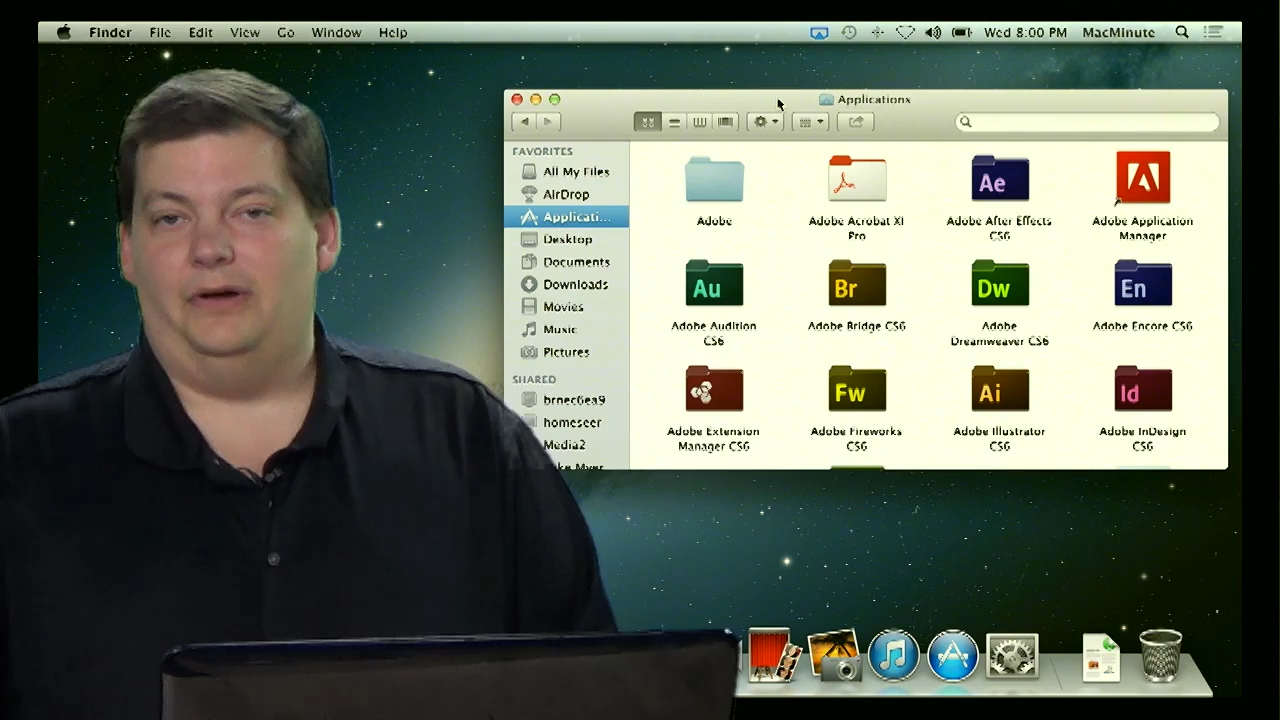 Finder File Edit View Go Window Help
Wed 8:00 PM MacMinute
Applications
FAVORITES
All My Files
AirDrop
Applicati...
Desktop
Documents
Downloads
Movies
Music
Pictures
SHARED
brnec6ea9
homeseer
Media2
Adobe
Adobe Acrobat XI
Pro
Ae
Adobe After Effects
CS6
Adobe Application
Manager
Au
Adobe Audition
CS6
Br
Adobe Bridge CS6
Dw
Adobe
Dreamweaver CS6
En
Adobe Encore CS6
Adobe Extension
Manager CS6
Fw
Adobe Fireworks
CS6
Ai
Adobe Illustrator
CS6
Id
Adobe InDesign
CS6